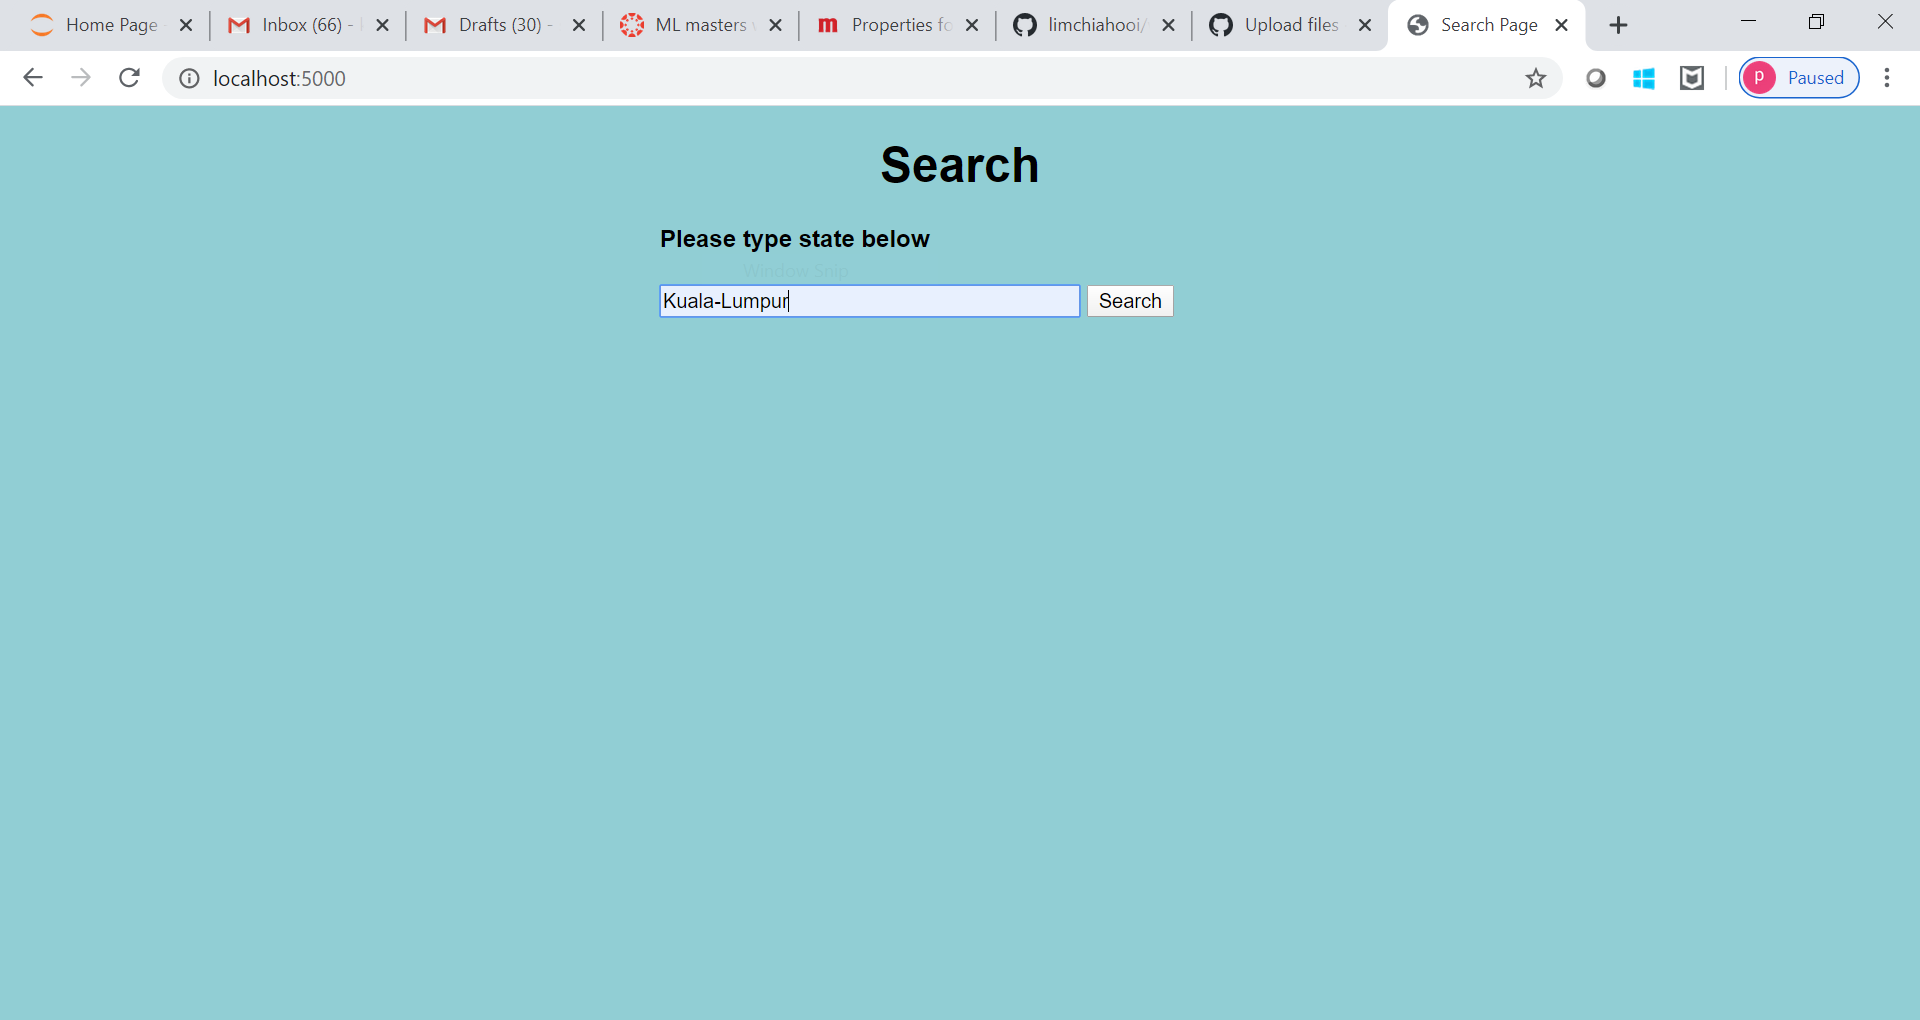 Home Page
Inbox (66) -
Drafts (30) -
ML masters
Properties fo
limchiahooi/
Upload files
Search Page
localhost:5000
P
Paused
Search
Please type state below
Window Snip
Kuala-Lumpur
Search